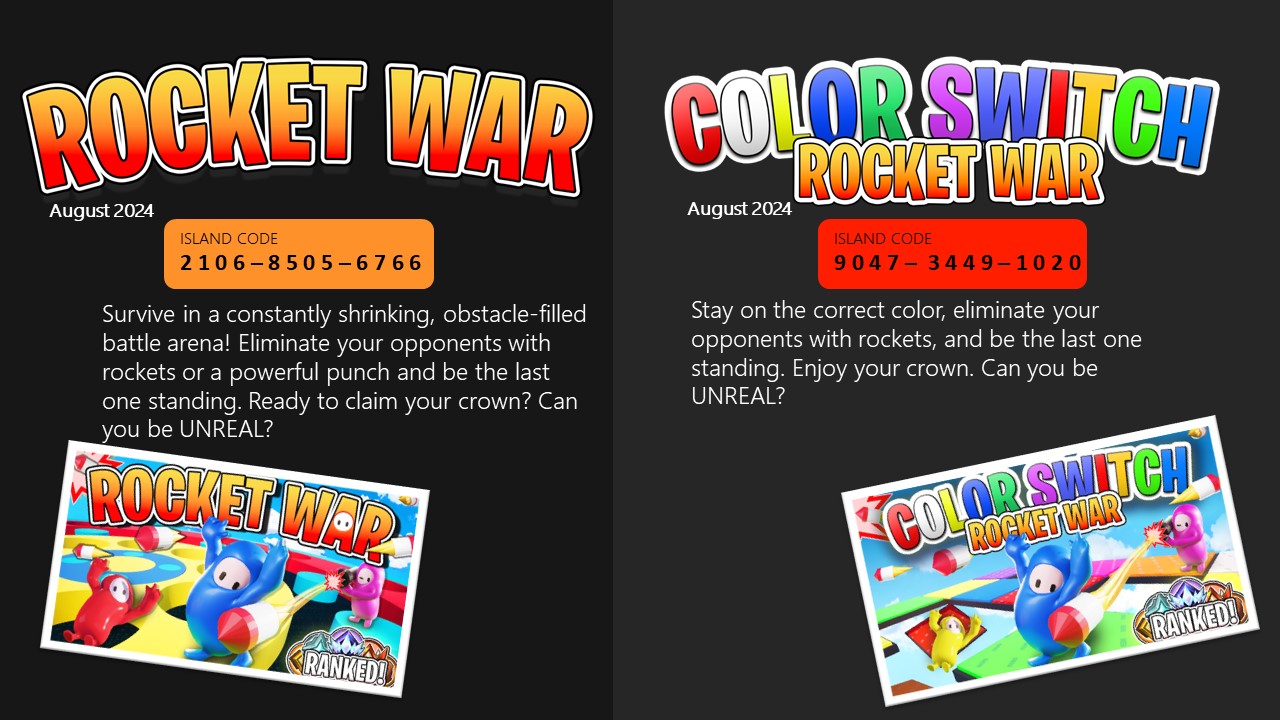 ROCKET WAR
August 2024
ISLAND CODE
2106–8505–6766
Survive in a constantly shrinking, obstacle-filled
battle arena! Eliminate your opponents with
rockets or a powerful punch and be the last
one standing. Ready to claim your crown? Can
you be UNREAL?
ROCKET WAR
RANKED!
COLOR SWITCH
ROCKET WAR
August 2024
ISLAND CODE
9047– 3449–1020
Stay on the correct color, eliminate your
opponents with rockets, and be the last one
standing. Enjoy your crown. Can you be
UNREAL?
COLOR SWITCH
ROCKET WAR
RANKED!